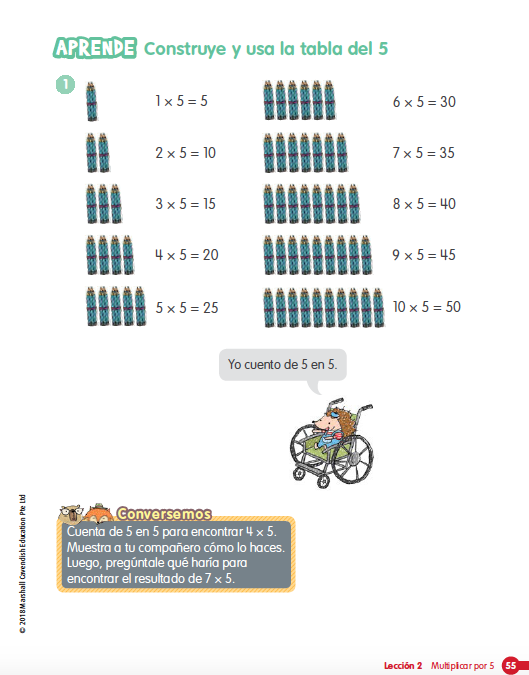 APRENDE Construye y usa la tabla del 5
1
1 × 5 = 5
2 × 5 = 10
3 × 5 = 15
4 × 5 = 20
5 × 5 = 25
6 × 5 = 30
7 × 5 = 35
8 × 5 = 40
9 × 5 = 45
10 × 5 = 50
Yo cuento de 5 en 5.
Conversemos
Cuenta de 5 en 5 para encontrar 4 × 5.
Muestra a tu compañero cómo lo haces.
Luego, pregúntale qué haría para
encontrar el resultado de 7 × 5.
© 2018 Marshall Cavendish Education Pte Ltd
Lección 2 Multiplicar por 5 55